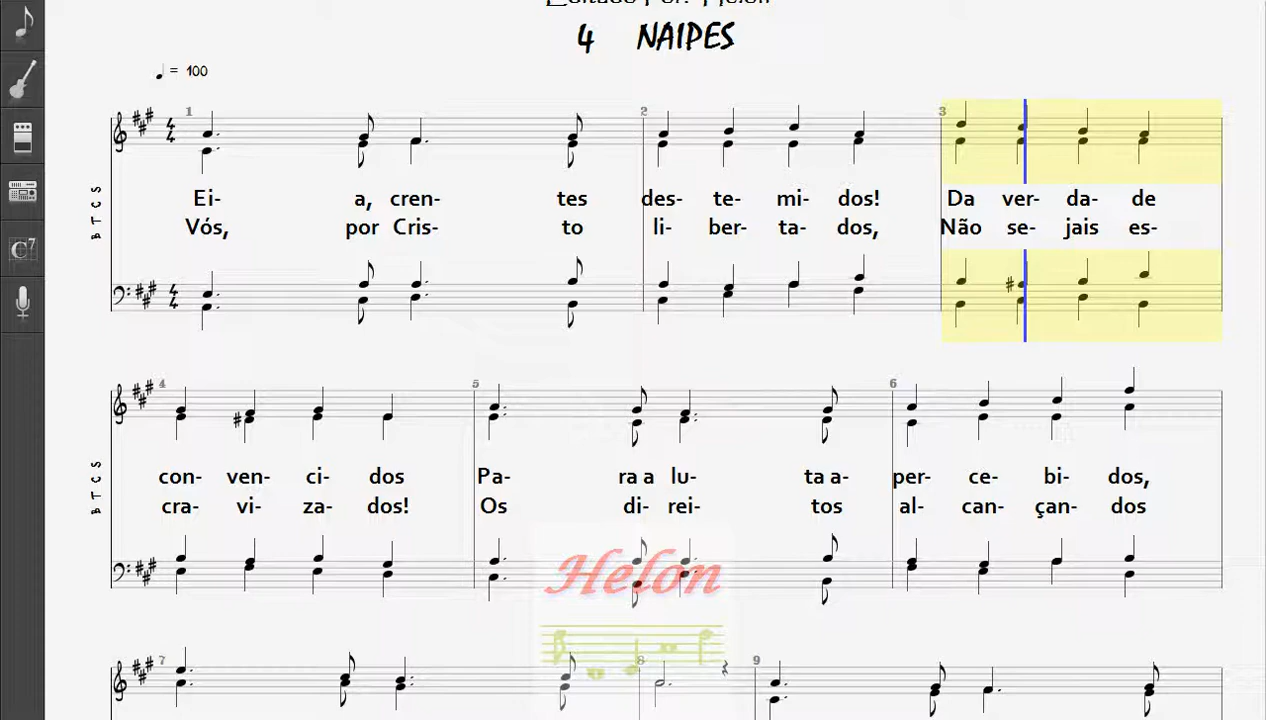 4 NAIPES
= 100
1 2 3
Ei- a, cren- tes des- te- mi- dos! Da ver- da- de
Vós, por Cris- to li- ber- ta- dos, Não se- jais es-
B T C S
4 5 6
con- ven- ci- dos Pa- ra a lu- ta a- per- ce- bi- dos,
cra- vi- za- dos! Os di- rei- tos al- can- çan- dos
B T C S
Helon
7 8 9
C7